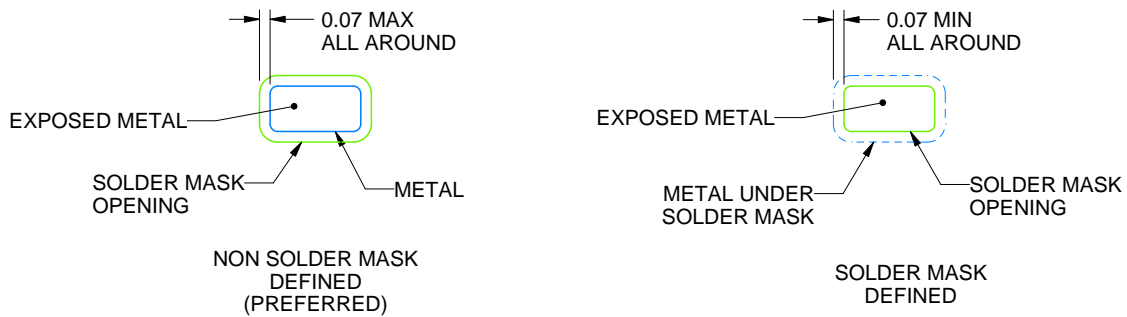 0.07 MAX
ALL AROUND
EXPOSED METAL
SOLDER MASK
OPENING
METAL
NON SOLDER MASK
DEFINED
(PREFERRED)
0.07 MIN
ALL AROUND
EXPOSED METAL
METAL UNDER
SOLDER MASK
SOLDER MASK
OPENING
SOLDER MASK
DEFINED